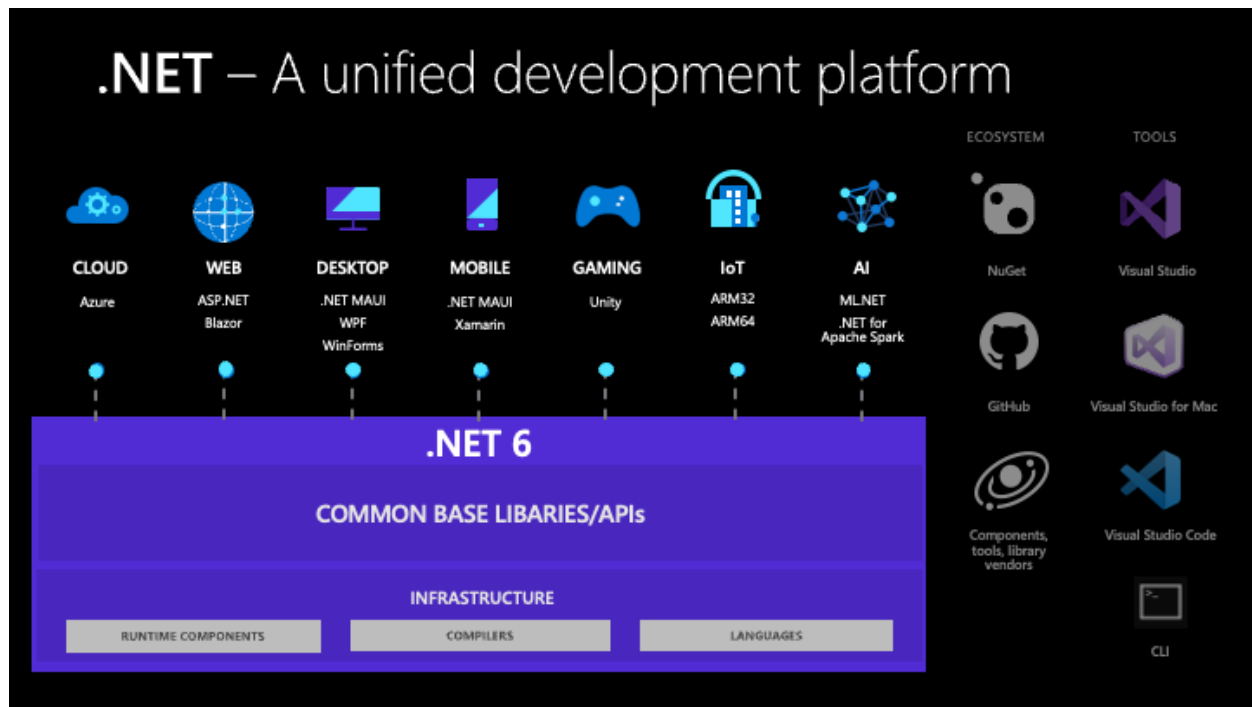 .NET – A unified development platform
ECOSYSTEM
TOOLS
CLOUD
Azure
WEB
ASP.NET
Blazor
DESKTOP
.NET MAUI
WPF
WinForms
MOBILE
.NET MAUI
Xamarin
GAMING
Unity
IoT
ARM32
ARM64
AI
ML.NET
.NET for
Apache Spark
NuGet
Visual Studio
GitHub
Visual Studio for Mac
Components,
tools, library
vendors
Visual Studio Code
>_
CLI
.NET 6
COMMON BASE LIBARIES/APIs
INFRASTRUCTURE
RUNTIME COMPONENTS
COMPILERS
LANGUAGES